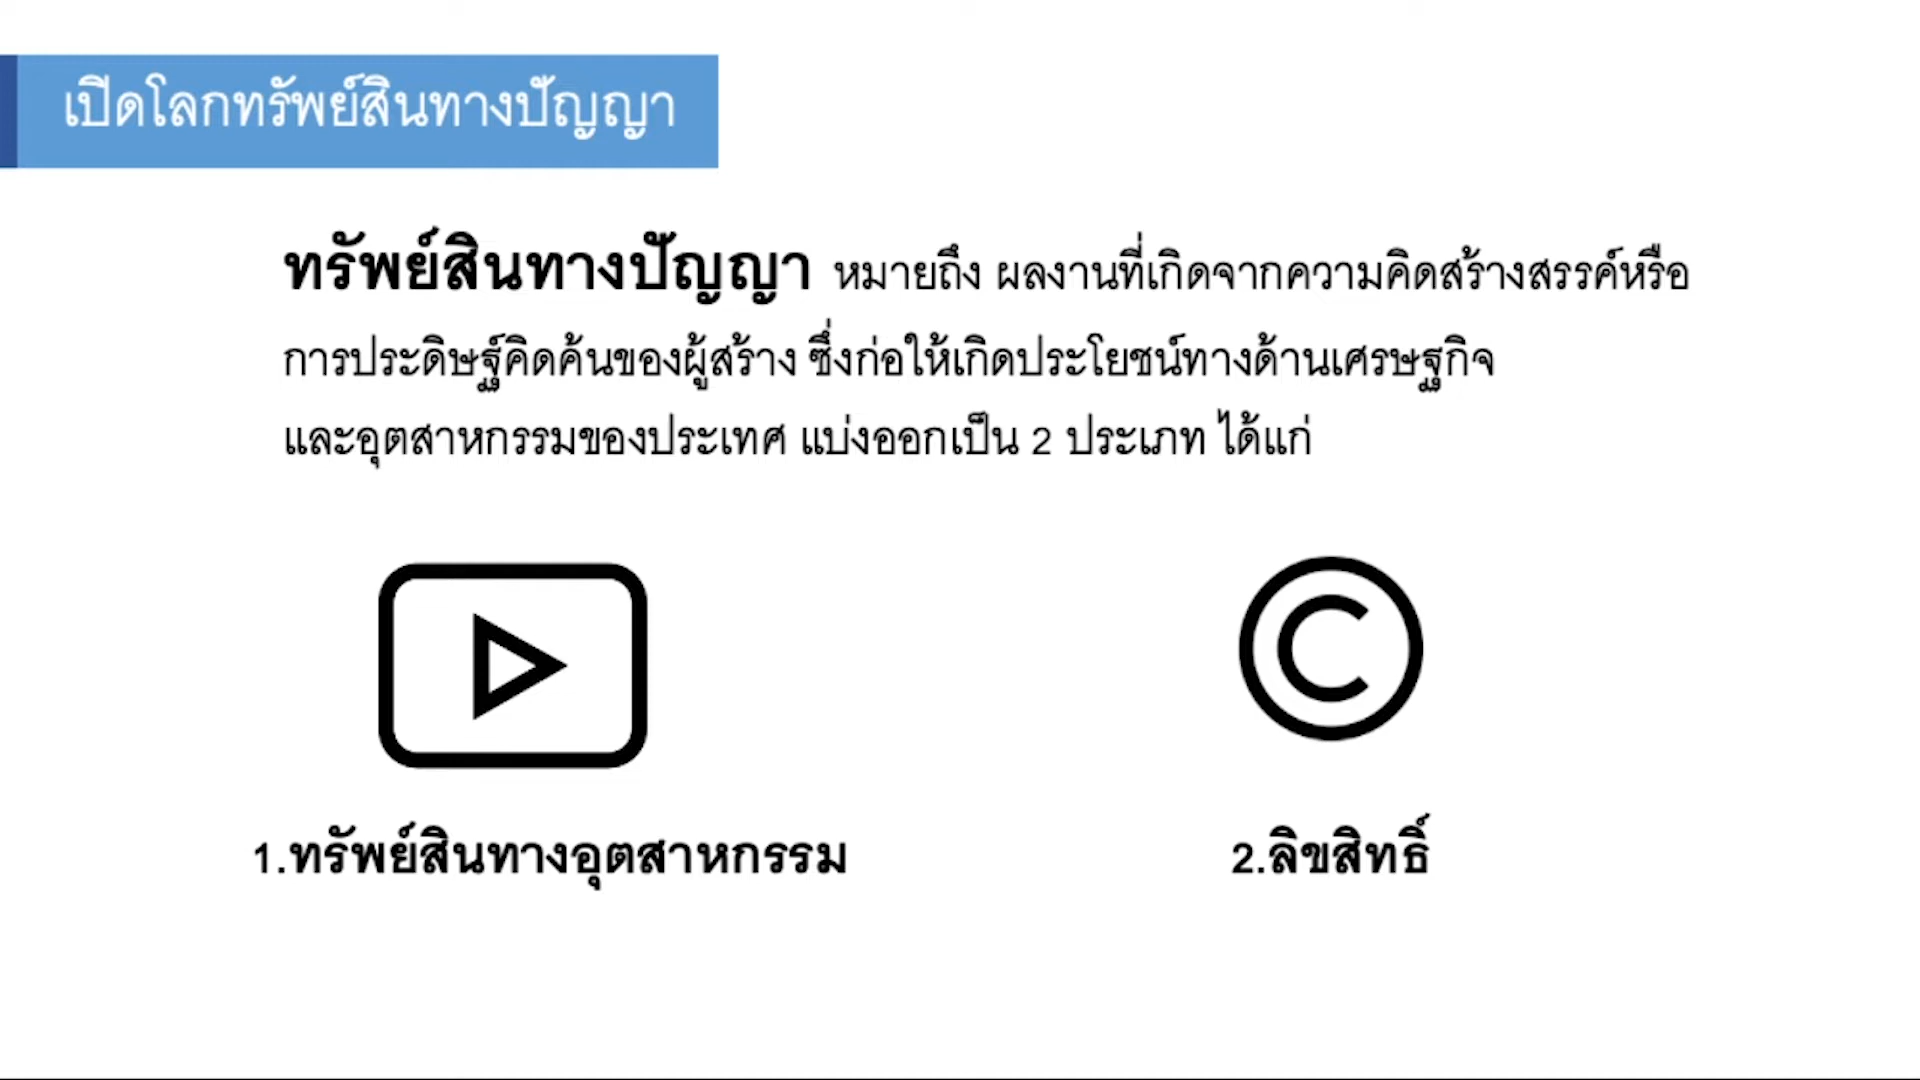 เปิดโลกทรัพย์สินทางปัญญา
ทรัพย์สินทางปัญญา หมายถึง ผลงานที่เกิดจากความคิดสร้างสรรค์หรือ
การประดิษฐ์คิดค้นของผู้สร้าง ซึ่งก่อให้เกิดประโยชน์ทางด้านเศรษฐกิจ
และอุตสาหกรรมของประเทศ แบ่งออกเป็น 2 ประเภท ได้แก่
©
1.ทรัพย์สินทางอุตสาหกรรม
2.ลิขสิทธิ์